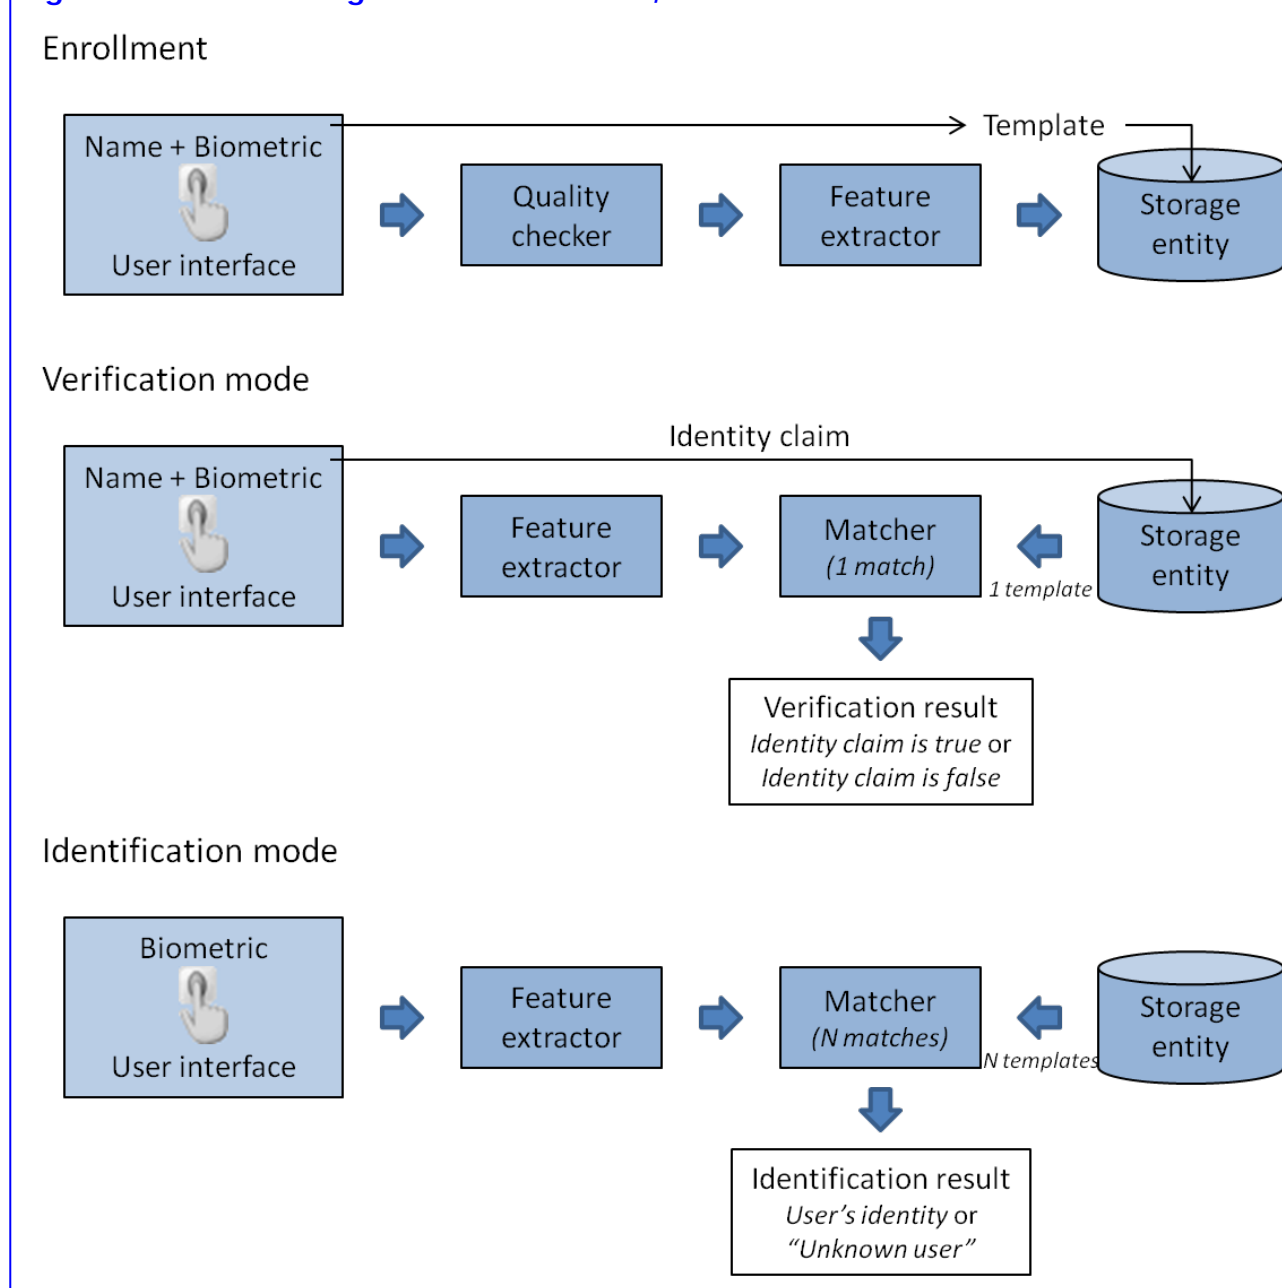 Enrollment
Name + Biometric
User interface
Quality
checker
Feature
extractor
Template
Storage
entity
Verification mode
Identity claim
Name + Biometric
User interface
Feature
extractor
Matcher
(1 match)
1 template
Storage
entity
Verification result
Identity claim is true or
Identity claim is false
Identification mode
Biometric
User interface
Feature
extractor
Matcher
(N matches)
N templates
Storage
entity
Identification result
User’s identity or
“Unknown user”